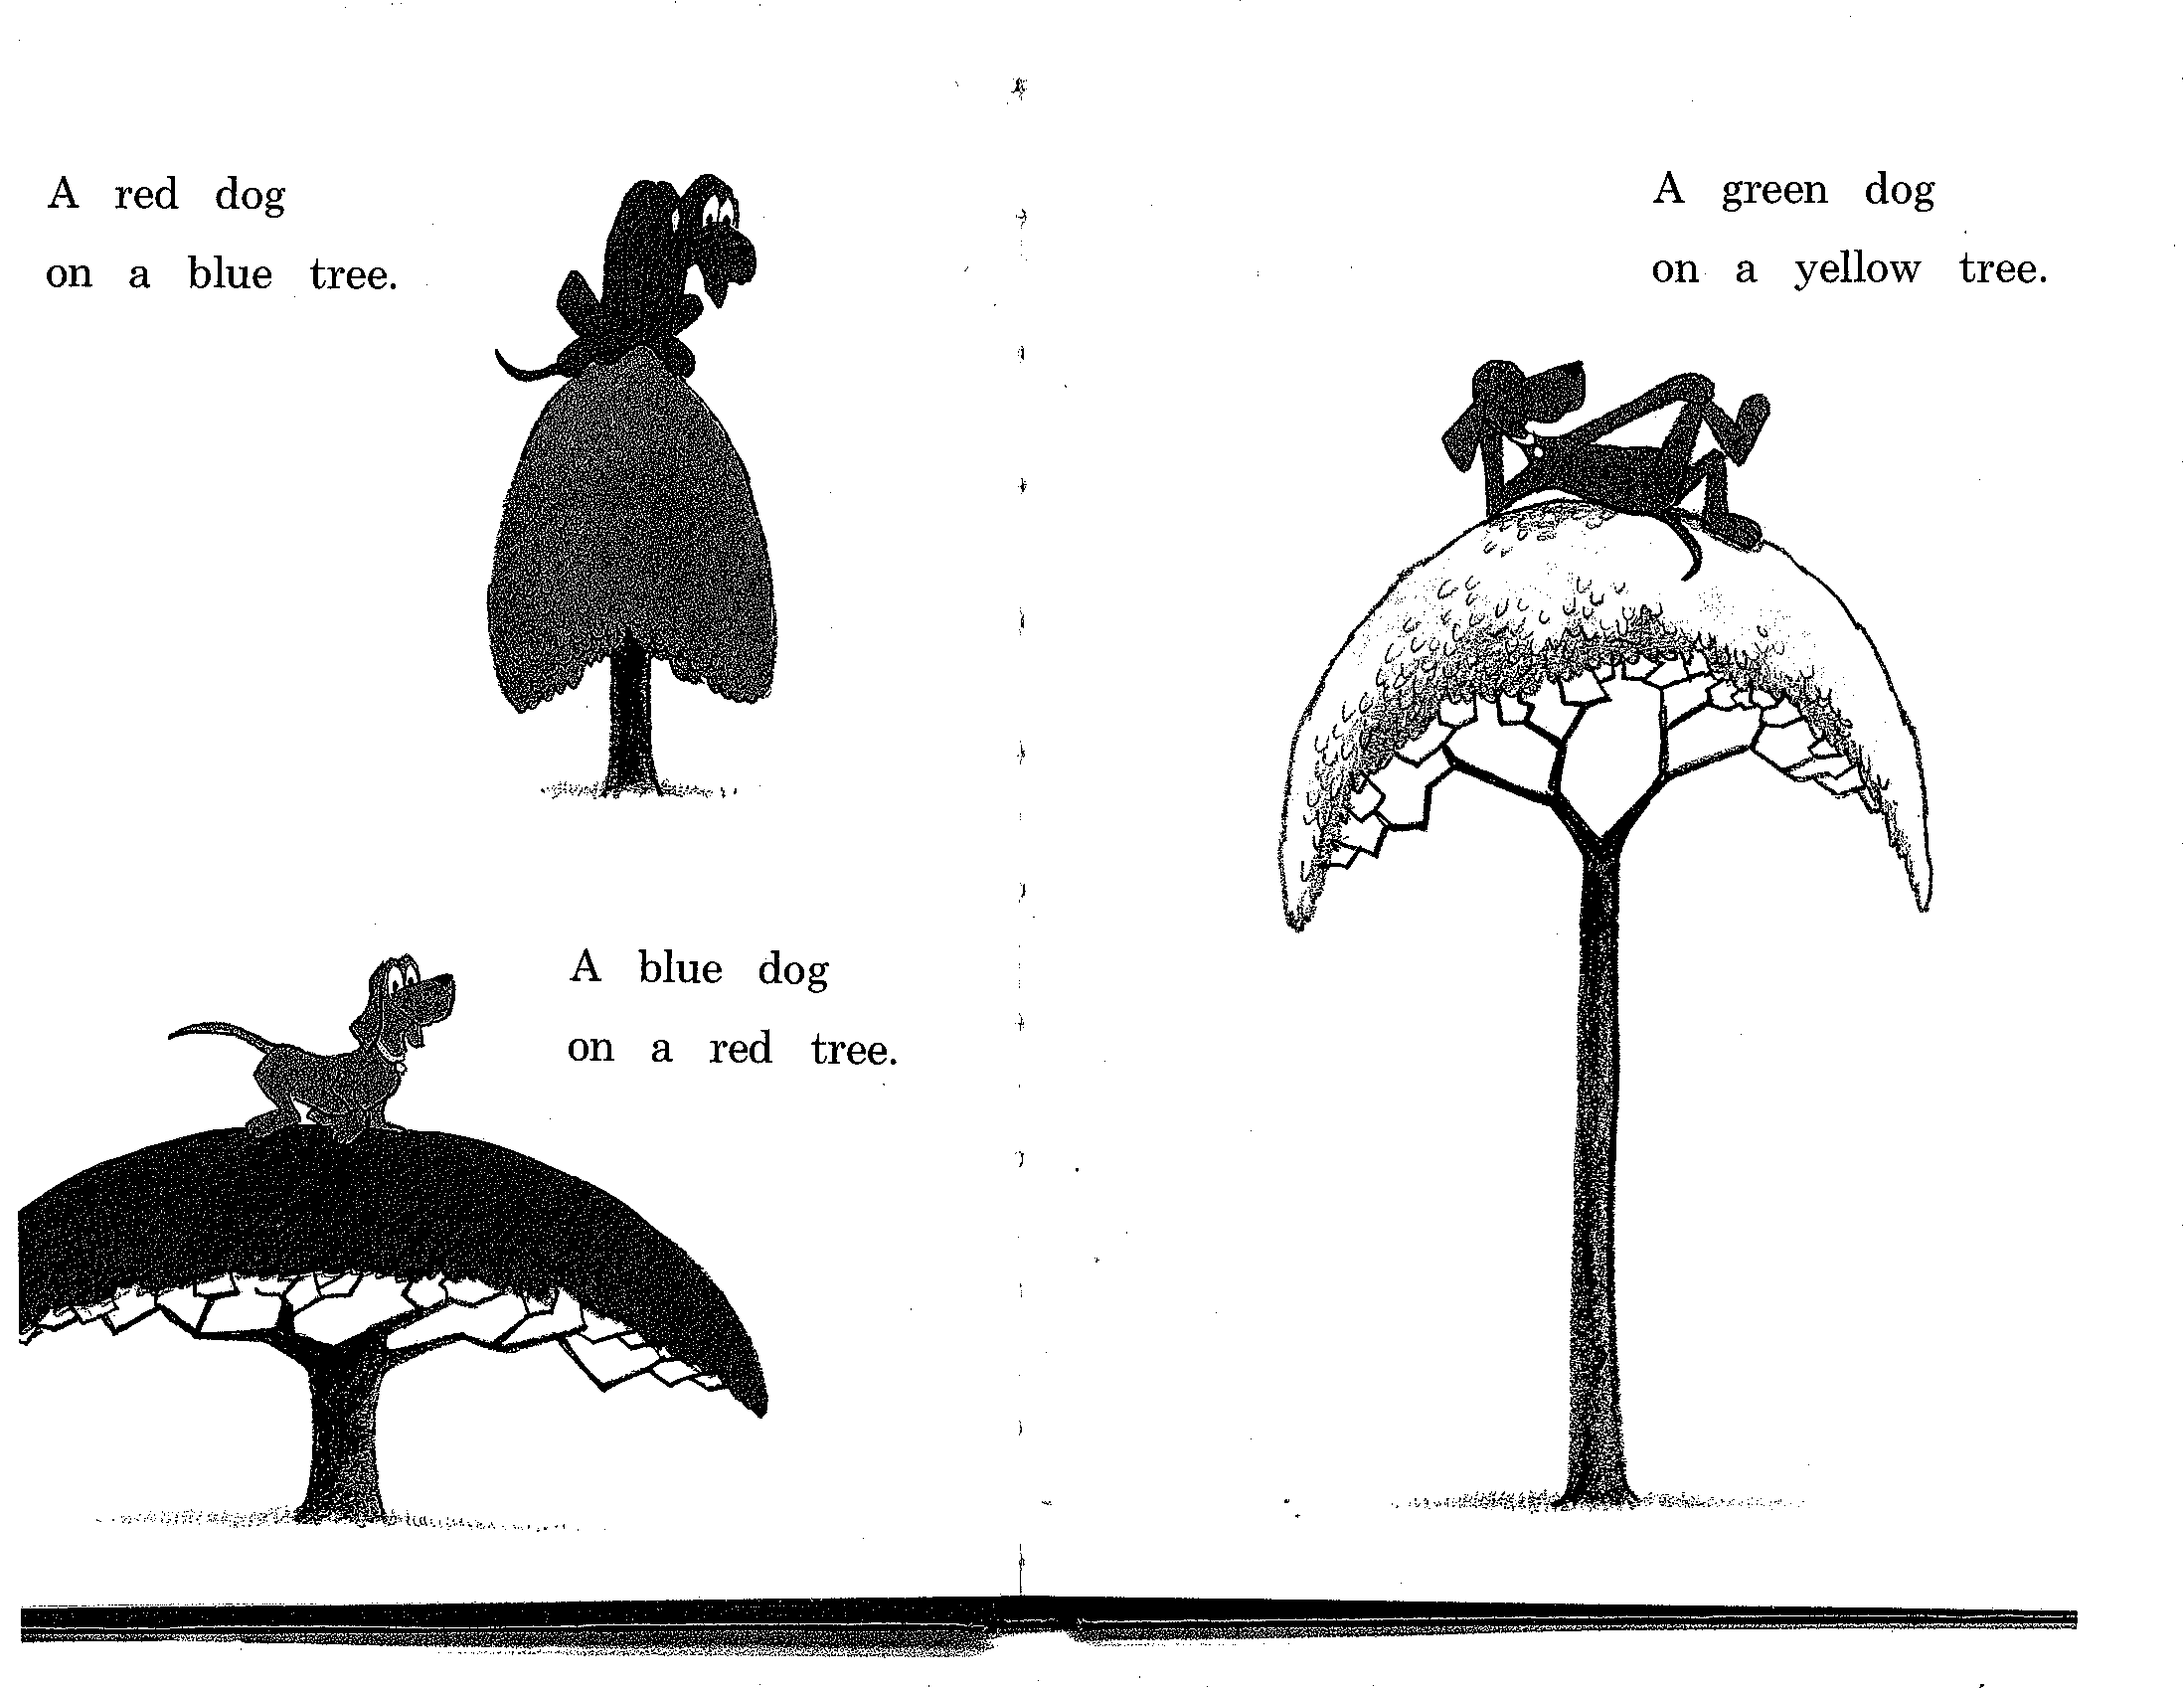 A red dog
on a blue tree.
A blue dog
on a red tree.
A green dog
on a yellow tree.